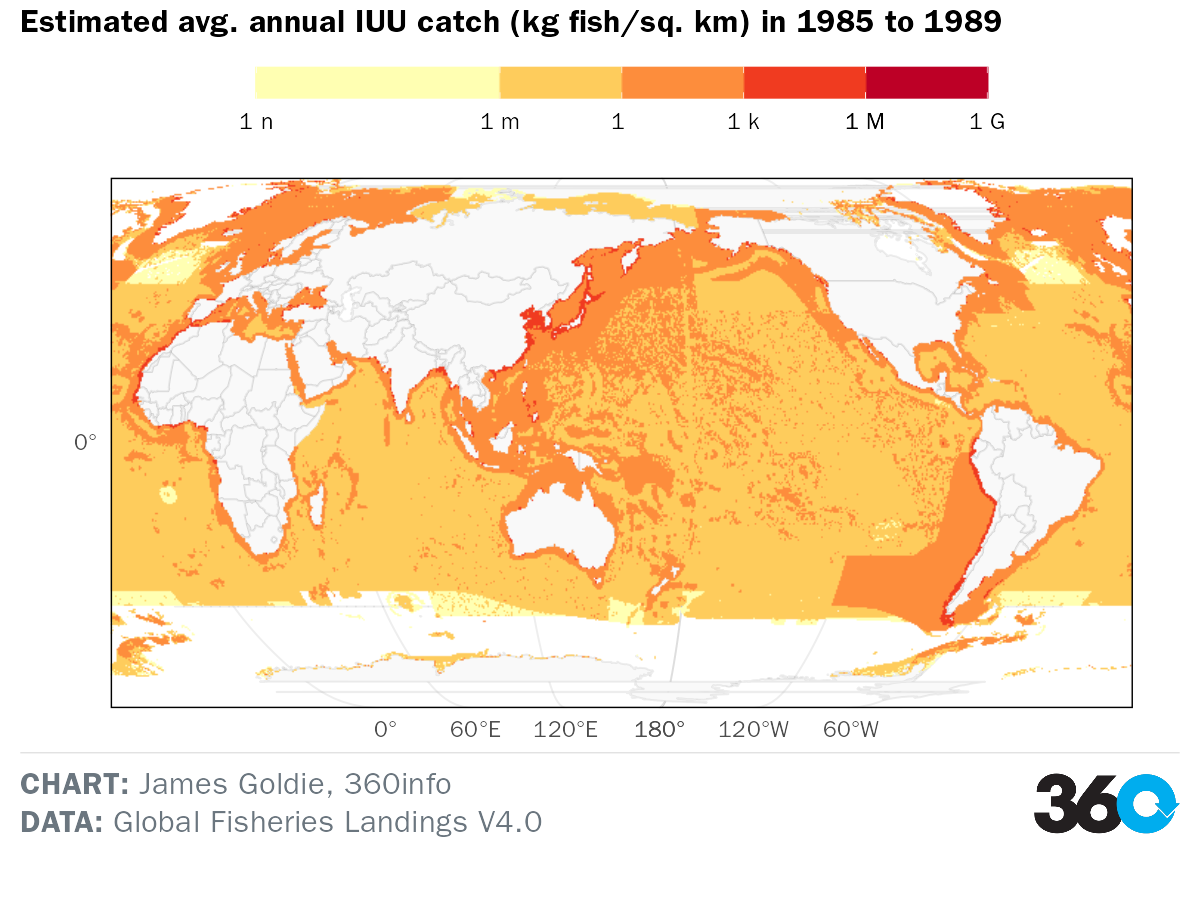 Estimated avg. annual IUU catch (kg fish/sq. km) in 1985 to 1989
1 n 1 m 1 1 k 1 M 1 G
0°
0° 60°E 120°E 180° 120°W 60°W
CHART: James Goldie, 360info
DATA: Global Fisheries Landings V4.0
360